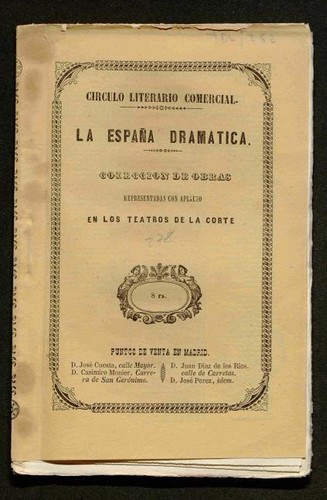 CIRCULO LITERARIO COMERCIAL.
LA ESPAÑA DRAMATICA.
COLECCION DE OBRAS
REPRESENTADAS CON APLAUSO
EN LOS TEATROS DE LA CORTE
8 rs.
PUNTOS DE VENTA EN MADRID.
D. José Cuesta, calle Mayor.
D. Casimiro Monier, Carre-
ra de San Gerónimo.
D. Juan Diaz de los Rios,
calle de Carretas.
D. José Perez, idem.